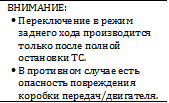 ВНИМАНИЕ:
• Переключение в режим
заднего хода производится
только после полной
остановки ТС.
• В противном случае есть
опасность повреждения
коробки передач/двигателя.